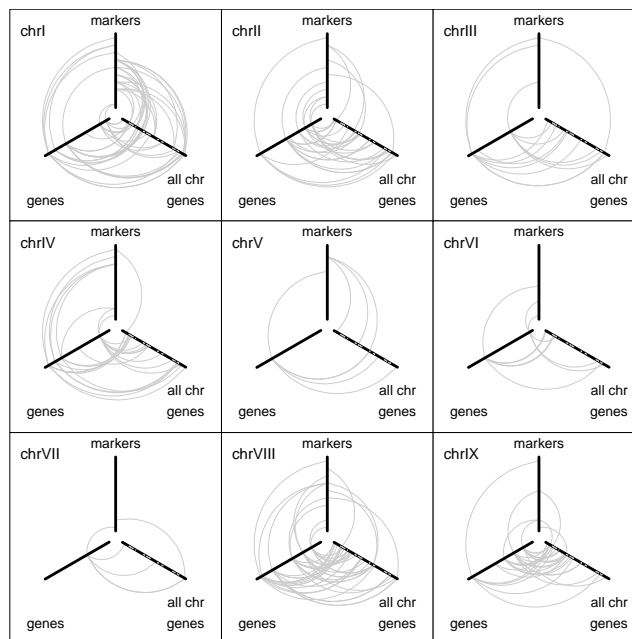 markers
chrI
all chr
genes
genes
markers
chrII
all chr
genes
genes
markers
chrIII
all chr
genes
genes
markers
chrIV
all chr
genes
genes
markers
chrV
all chr
genes
genes
markers
chrVI
all chr
genes
genes
markers
chrVII
all chr
genes
genes
markers
chrVIII
all chr
genes
genes
markers
chrIX
all chr
genes
genes